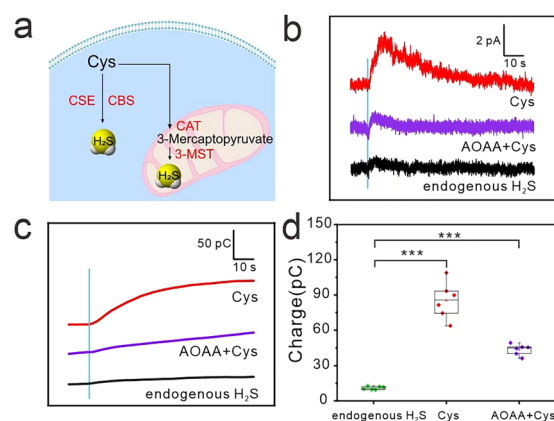 a
Cys
CSE
CBS
H₂S
CAT
3-Mercaptopyruvate
3-MST
H₂S
b
2 pA
10 s
Cys
AOAA+Cys
endogenous H₂S
c
50 pC
10 s
Cys
AOAA+Cys
endogenous H₂S
d
Charge(pC)
150
120
90
60
30
0
***
***
endogenous H₂S
Cys
AOAA+Cys